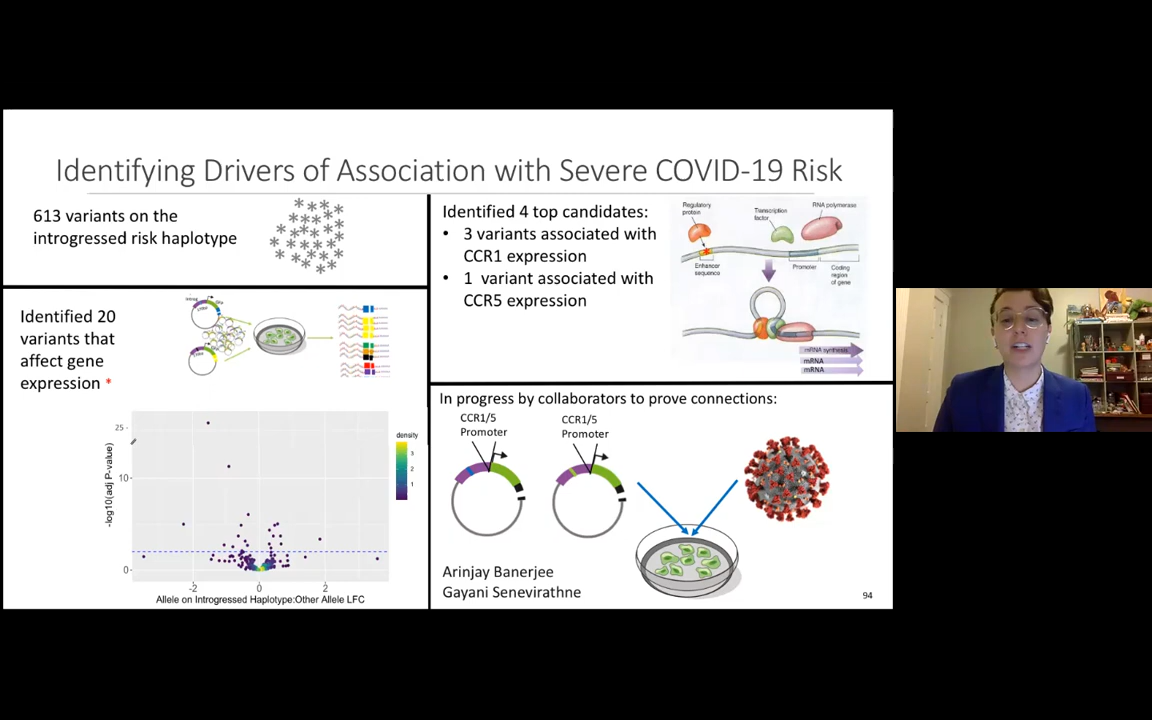 Identifying Drivers of Association with Severe COVID-19 Risk
613 variants on the
introgressed risk haplotype
Identified 20
variants that
affect gene
expression *
25
10
0
-log10(adj P-value)
-2
0
2
Allele on Introgressed Haplotype:Other Allele LFC
density
3
2
1
Identified 4 top candidates:
• 3 variants associated with
CCR1 expression
• 1 variant associated with
CCR5 expression
Regulatory
protein
Transcription
factor
RNA polymerase
Enhancer
sequence
Promoter
Coding
region
of gene
mRNA synthesis
mRNA
mRNA
In progress by collaborators to prove connections:
CCR1/5
Promoter
CCR1/5
Promoter
Arinjay Banerjee
Gayani Senevirathne
94